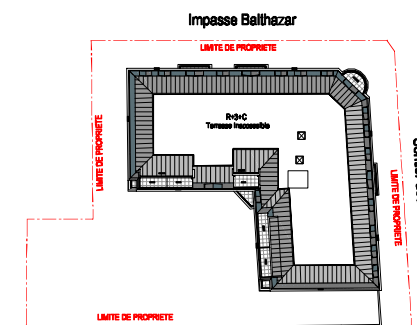 Impasse Balthazar
LIMITE DE PROPRIETE
R+3+C
Terrasse Inaccessible
LIMITE DE PROPRIETE
LIMITE DE PROPRIETE
LIMITE DE PROPRIETE